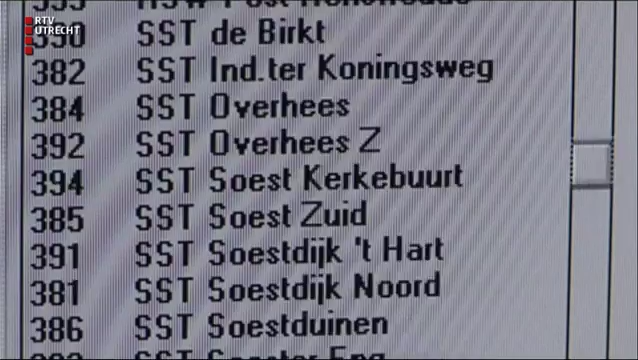 RTV
UTRECHT
SST de Birkt
382 SST Ind.ter Koningsweg
384 SST Overhees
392 SST Overhees Z
394 SST Soest Kerkebuurt
385 SST Soest Zuid
391 SST Soestdijk 't Hart
381 SST Soestdijk Noord
386 SST Soestduinen